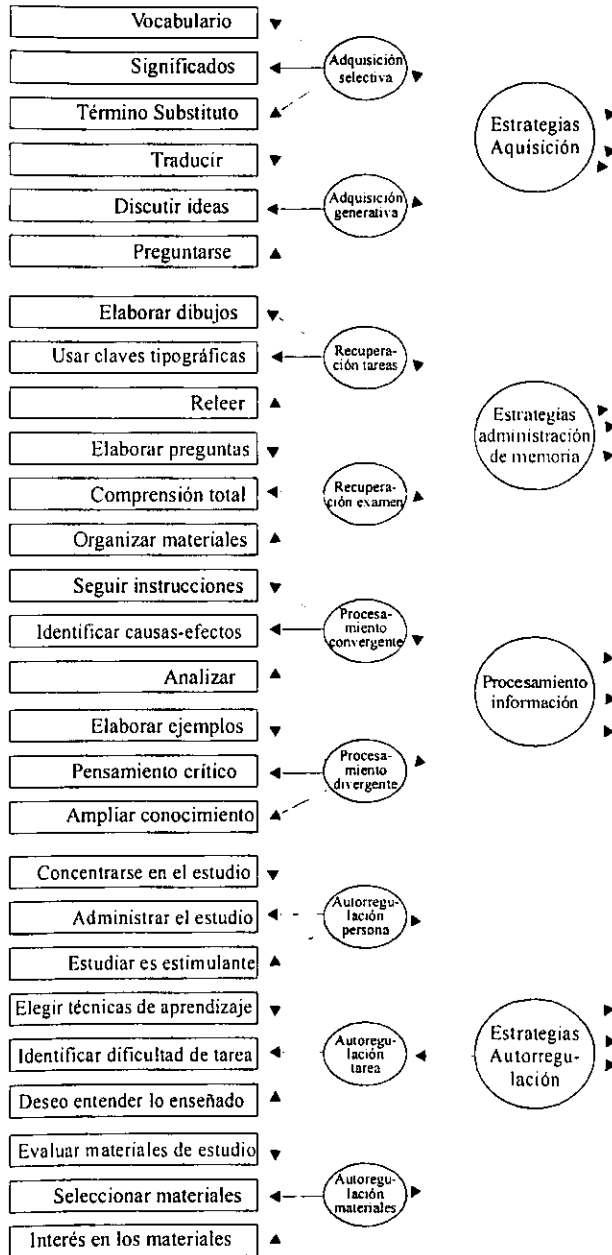 Vocabulario
Significados
Término Substituto
Traducir
Discutir ideas
Preguntarse
Elaborar dibujos
Usar claves tipográficas
Releer
Elaborar preguntas
Comprensión total
Organizar materiales
Seguir instrucciones
Identificar causas-efectos
Analizar
Elaborar ejemplos
Pensamiento crítico
Ampliar conocimiento
Concentrarse en el estudio
Administrar el estudio
Estudiar es estimulante
Elegir técnicas de aprendizaje
Identificar dificultad de tarea
Deseo entender lo enseñado
Evaluar materiales de estudio
Seleccionar materiales
Interés en los materiales
Adquisición
selectiva
Adquisición
generativa
Recupera-
ción tareas
Recupera-
ción examen
Procesa-
miento
convergente
Procesa-
miento
divergente
Autorregu-
lación
persona
Autoregu-
lación
tarea
Autoregu-
lación
materiales
Estrategias
Aquisición
Estrategias
administración
de memoria
Procesamiento
información
Estrategias
Autorregu-
lación